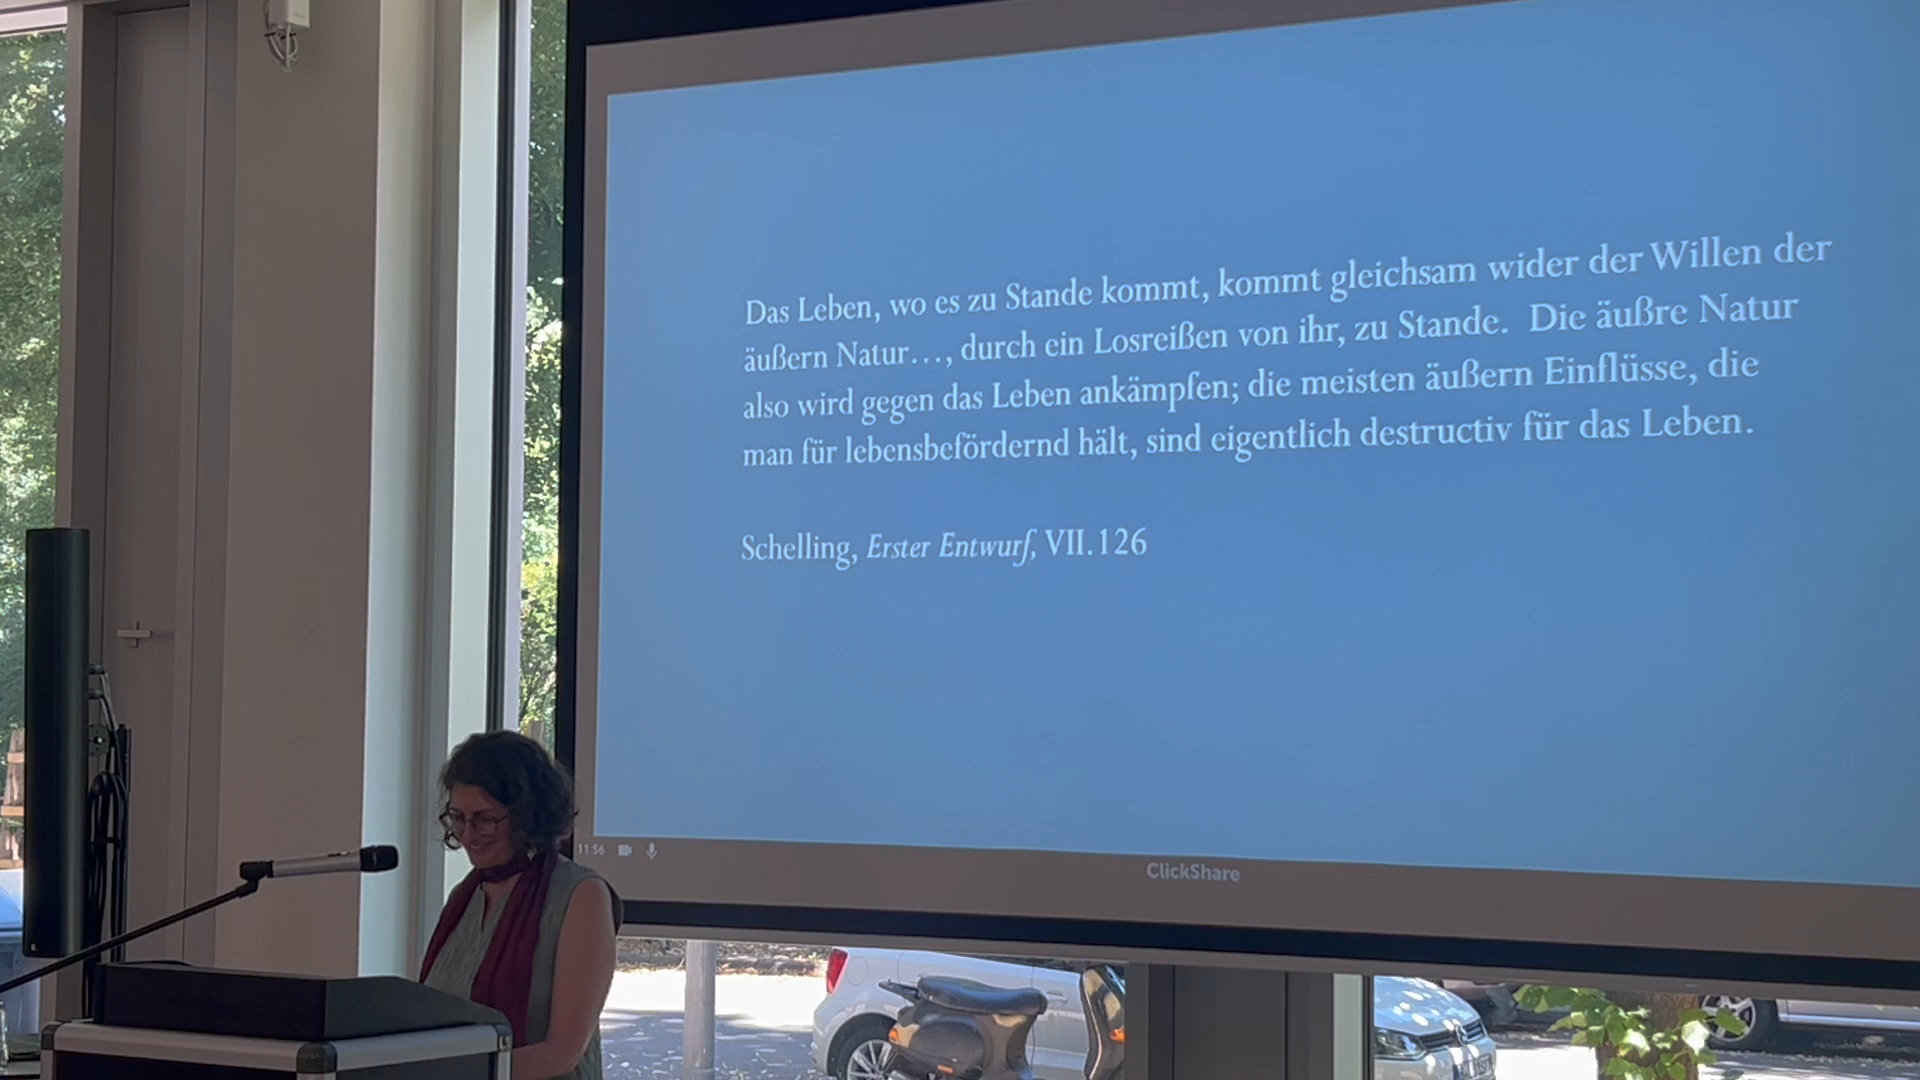 Das Leben, wo es zu Stande kommt, kommt gleichsam wider der Willen der
äußern Natur…, durch ein Losreißen von ihr, zu Stande. Die äußre Natur
also wird gegen das Leben ankämpfen; die meisten äußern Einflüsse, die
man für lebensbefördernd hält, sind eigentlich destructiv für das Leben.
Schelling, Erster Entwurf, VII.126
11:56
ClickShare